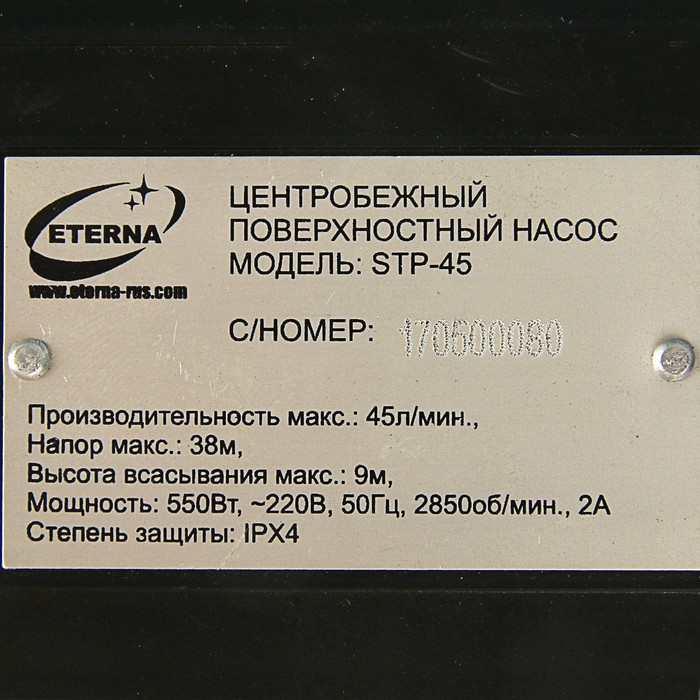 ETERNA
www.eterna-rus.com
ЦЕНТРОБЕЖНЫЙ
ПОВЕРХНОСТНЫЙ НАСОС
МОДЕЛЬ: STP-45
С/НОМЕР: 170500060
Производительность макс.: 45л/мин.,
Напор макс.: 38м,
Высота всасывания макс.: 9м,
Мощность: 550Вт, ~220В, 50Гц, 2850об/мин., 2А
Степень защиты: IPX4